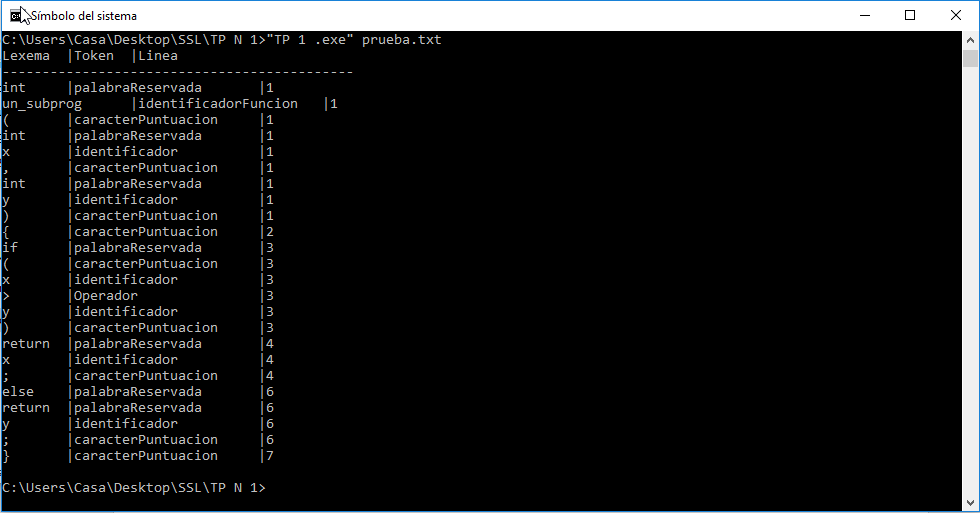 Símbolo del sistema
C:\Users\Casa\Desktop\SSL\TP N 1>"TP 1 .exe" prueba.txt
Lexema  |Token  |Linea
--------------------------------------------
int     |palabraReservada       |1
un_subprog      |identificadorFuncion   |1
(       |caracterPuntuacion     |1
int     |palabraReservada       |1
x       |identificador          |1
,       |caracterPuntuacion     |1
int     |palabraReservada       |1
y       |identificador          |1
)       |caracterPuntuacion     |1
{       |caracterPuntuacion     |2
if      |palabraReservada       |3
(       |caracterPuntuacion     |3
x       |identificador          |3
>       |Operador               |3
y       |identificador          |3
)       |caracterPuntuacion     |3
return  |palabraReservada       |4
x       |identificador          |4
;       |caracterPuntuacion     |4
else    |palabraReservada       |6
return  |palabraReservada       |6
y       |identificador          |6
;       |caracterPuntuacion     |6
}       |caracterPuntuacion     |7
C:\Users\Casa\Desktop\SSL\TP N 1>